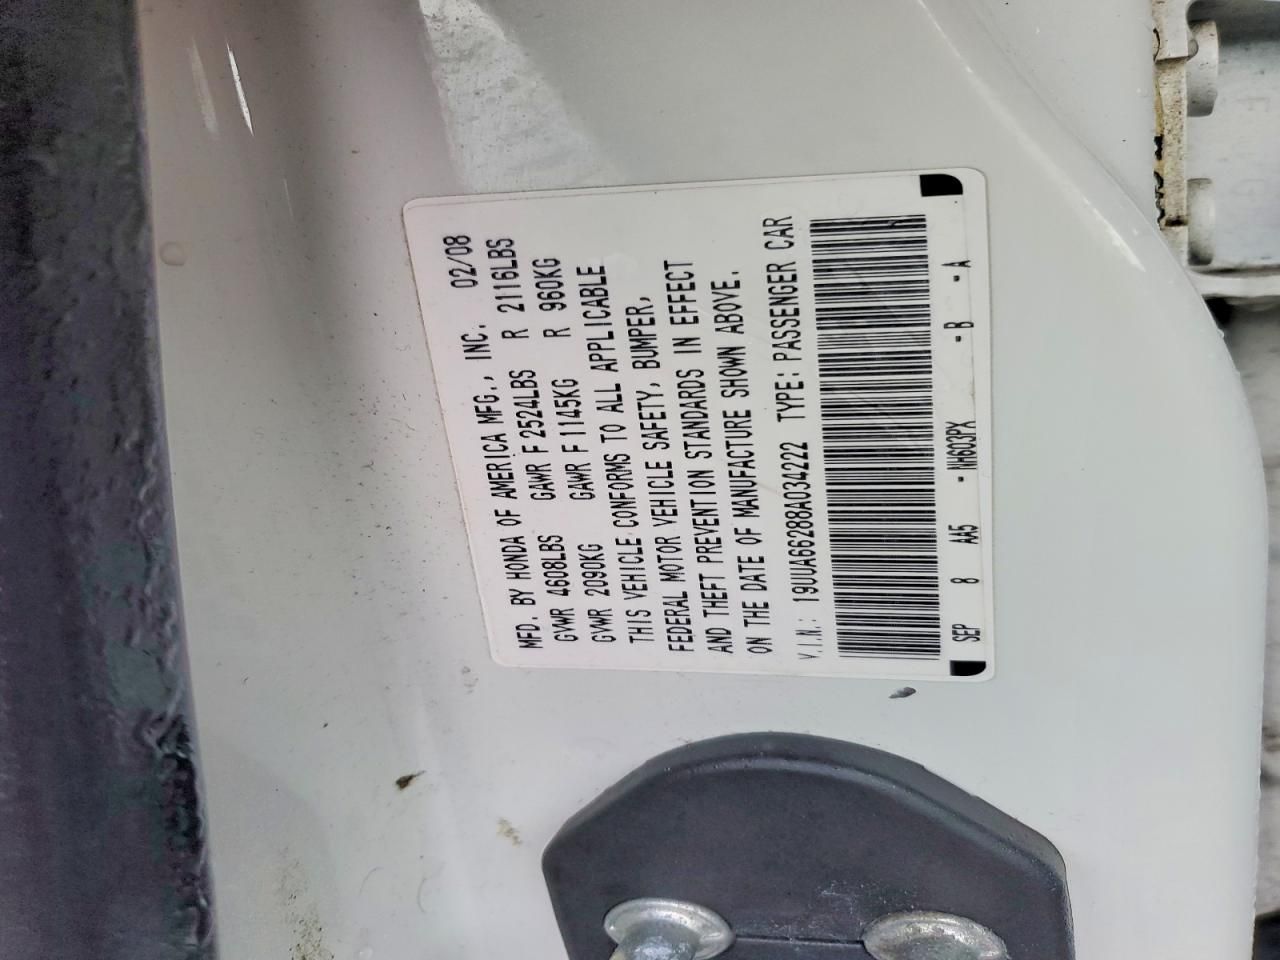 MFD. BY HONDA OF AMERICA MFG., INC. 02/08
GVWR 4608LBS GAWR F 2524LBS R 2116LBS
GVWR 2090KG GAWR F 1145KG R 960KG
THIS VEHICLE CONFORMS TO ALL APPLICABLE
FEDERAL MOTOR VEHICLE SAFETY, BUMPER,
AND THEFT PREVENTION STANDARDS IN EFFECT
ON THE DATE OF MANUFACTURE SHOWN ABOVE.
V.I.N.: 19UUA66288A034222 TYPE: PASSENGER CAR
SEP 8 AA5 -NH603PX -B -A